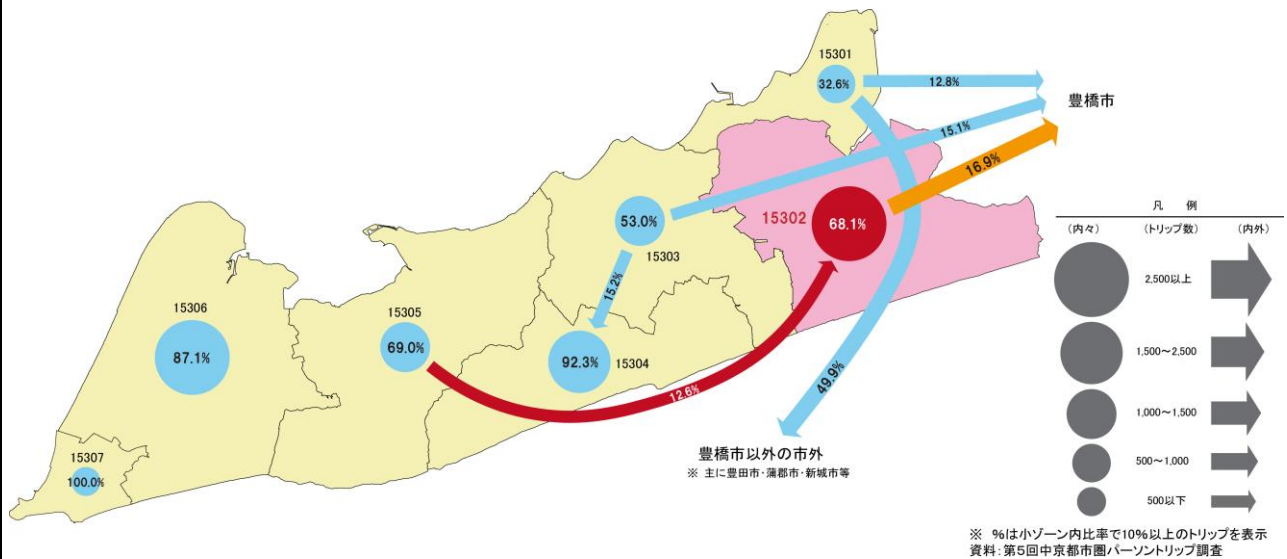 15301
32.6%
12.8%
豊橋市
15.1%
16.9%
15302
68.1%
53.0%
15303
15.2%
凡 例
(内々) (トリップ数) (内外)
2,500以上
1,500～2,500
1,000～1,500
500～1,000
500以下
15306
87.1%
15305
69.0%
92.3%
15304
12.6%
49.9%
豊橋市以外の市外
※ 主に豊田市・蒲郡市・新城市等
15307
100.0%
※ %は小ゾーン内比率で10%以上のトリップを表示
資料:第5回中京都市圏パーソントリップ調査